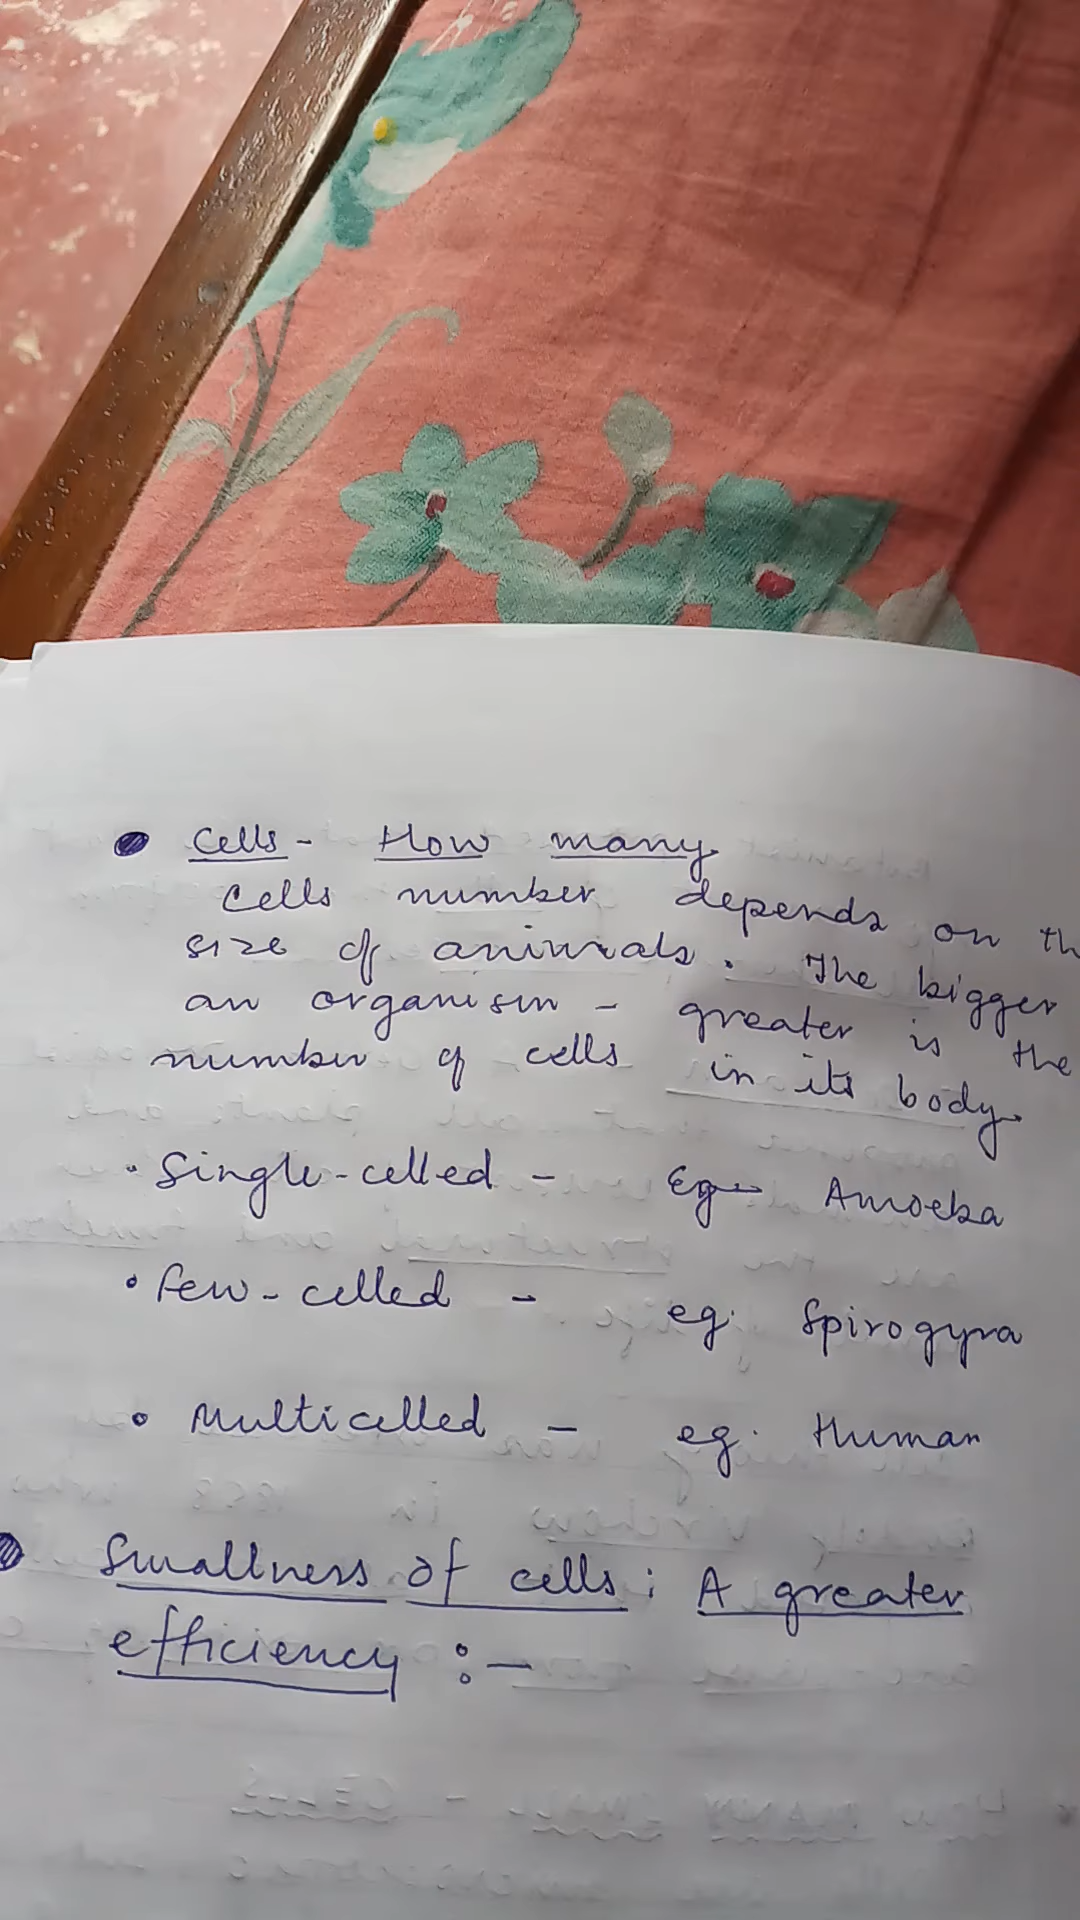 Cells - How many
Cells number depends on th
size of animals. The bigger
an organism - greater is the
number of cells in its body.
Single-celled - Eg - Amoeba
few-celled - eg. Spirogyra
Multicelled - eg. Human
Smallness of cells : A greater
efficiency :-